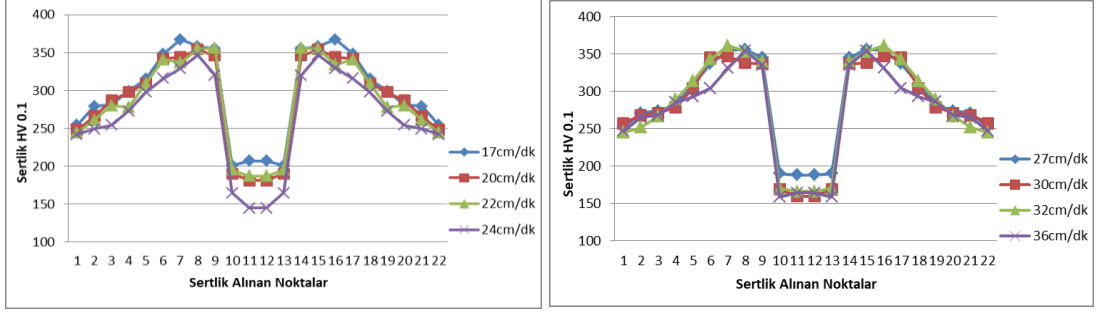 400
350
300
250
200
150
100
Sertlik HV 0.1
1 2 3 4 5 6 7 8 9 10 11 12 13 14 15 16 17 18 19 20 21 22
Sertlik Alınan Noktalar
17cm/dk
20cm/dk
22cm/dk
24cm/dk
400
350
300
250
200
150
100
Sertlik HV 0.1
1 2 3 4 5 6 7 8 9 10 11 12 13 14 15 16 17 18 19 20 21 22
Sertlik Alınan Noktalar
27cm/dk
30cm/dk
32cm/dk
36cm/dk